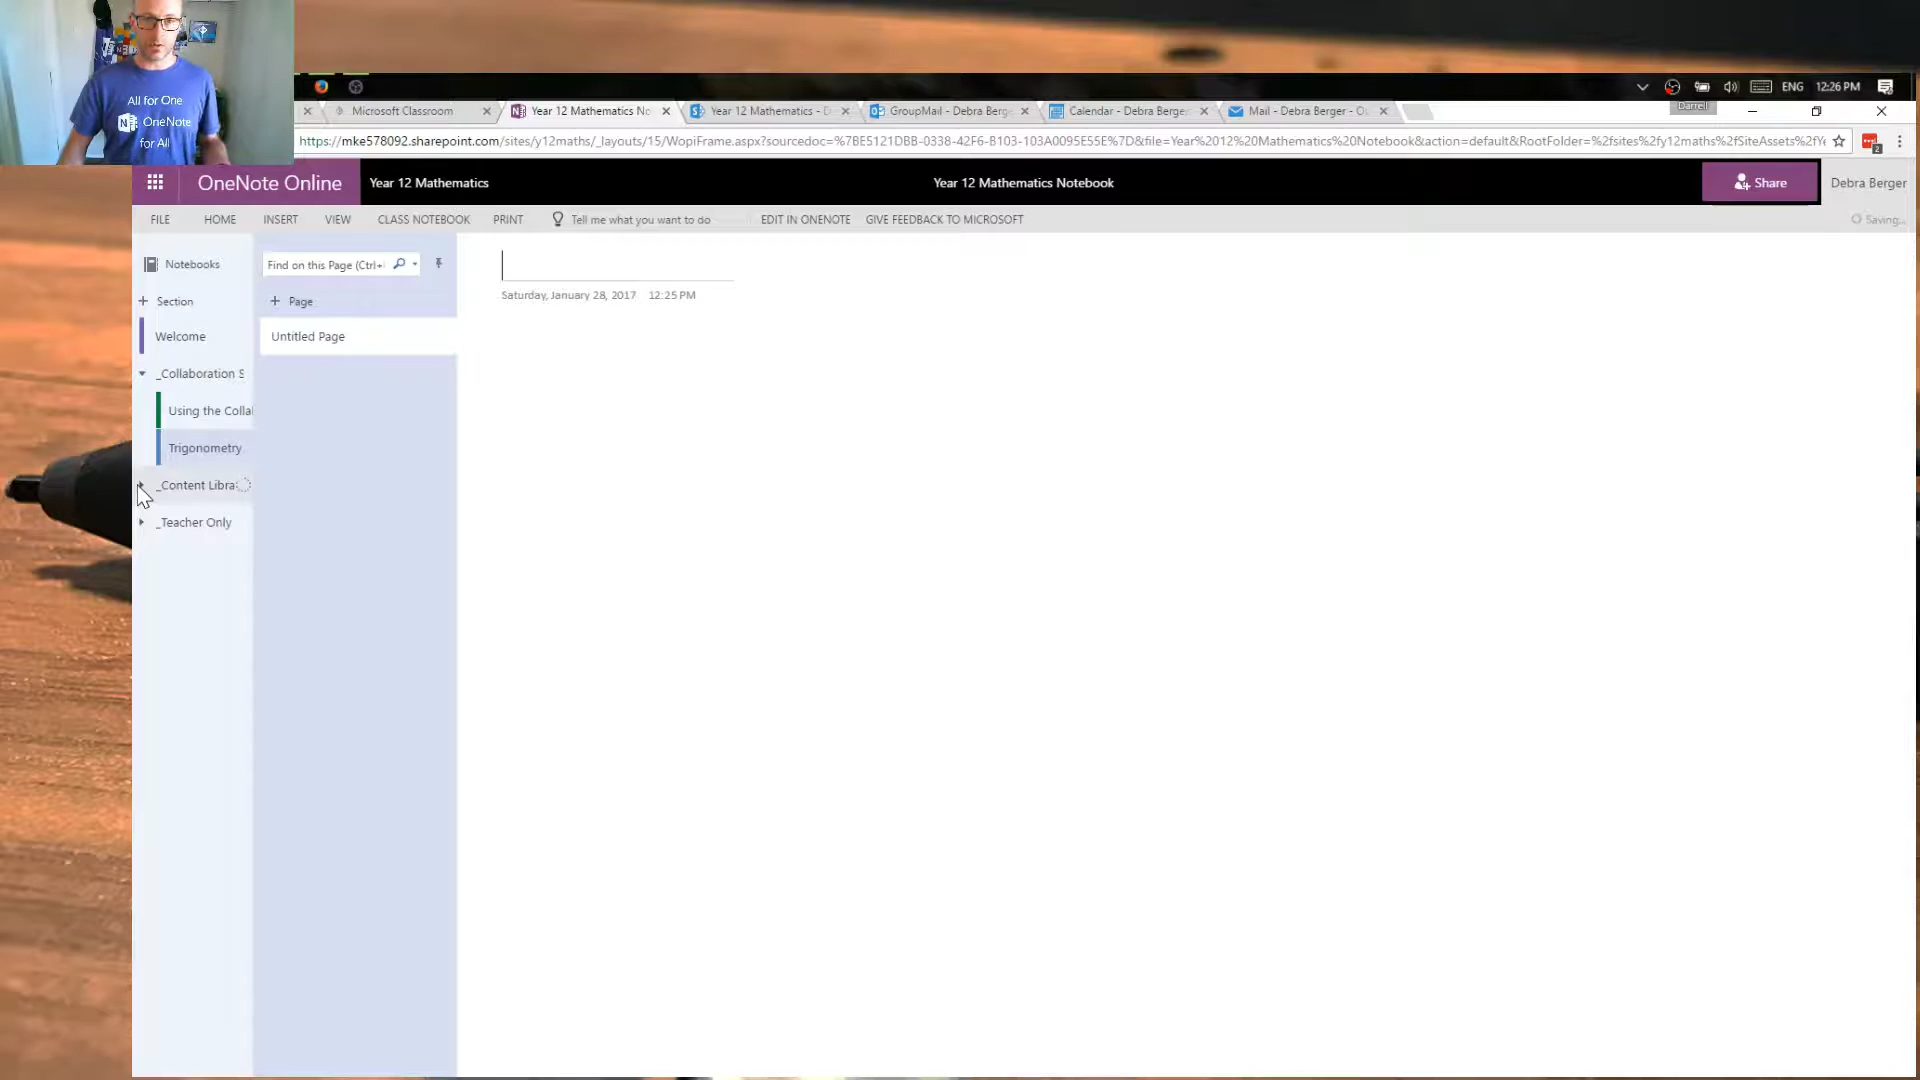 All for One
N OneNote
for All
ENG 12:26 PM
Darrell
Microsoft Classroom
Year 12 Mathematics No
Year 12 Mathematics - D
GroupMail - Debra Berge
Calendar - Debra Berger
Mail - Debra Berger - Ou
https://mke578092.sharepoint.com/sites/y12maths/_layouts/15/WopiFrame.aspx?sourcedoc=%7BE5121DBB-0338-42F6-B103-103A0095E55E%7D&file=Year%2012%20Mathematics%20Notebook&action=default&RootFolder=%2fsites%2fy12maths%2fSiteAssets%2fYe
2
OneNote Online
Year 12 Mathematics
Year 12 Mathematics Notebook
Share
Debra Berger
FILE
HOME
INSERT
VIEW
CLASS NOTEBOOK
PRINT
Tell me what you want to do
EDIT IN ONENOTE
GIVE FEEDBACK TO MICROSOFT
Saving...
Notebooks
Find on this Page (Ctrl+
+ Section
+ Page
Welcome
Untitled Page
_Collaboration S
Using the Colla
Trigonometry
_Content Libra
_Teacher Only
Saturday, January 28, 2017 12:25 PM